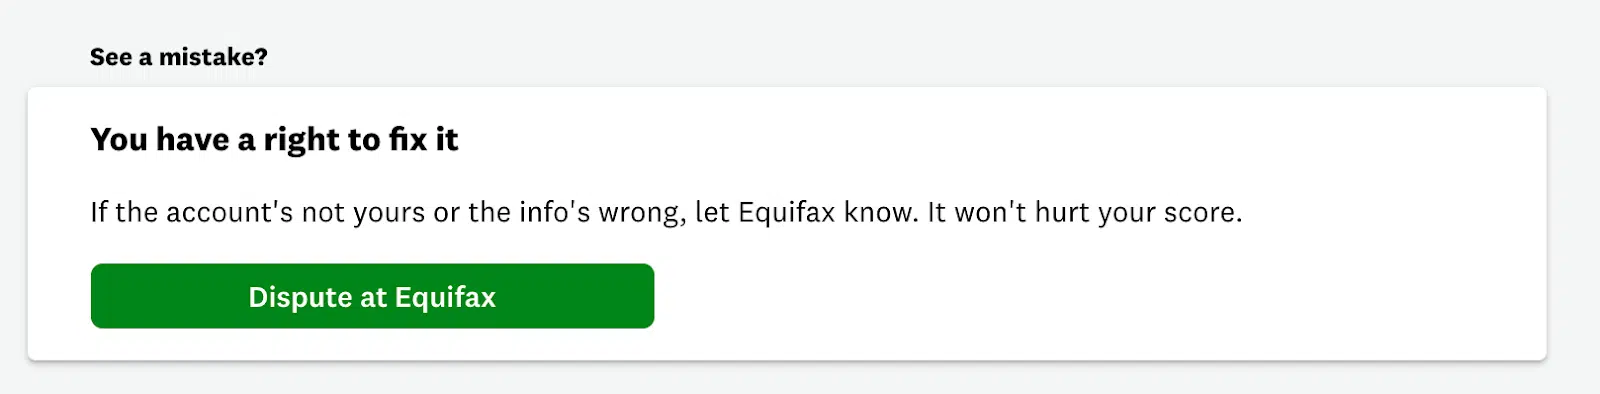 See a mistake?
You have a right to fix it
If the account's not yours or the info's wrong, let Equifax know. It won't hurt your score.
Dispute at Equifax